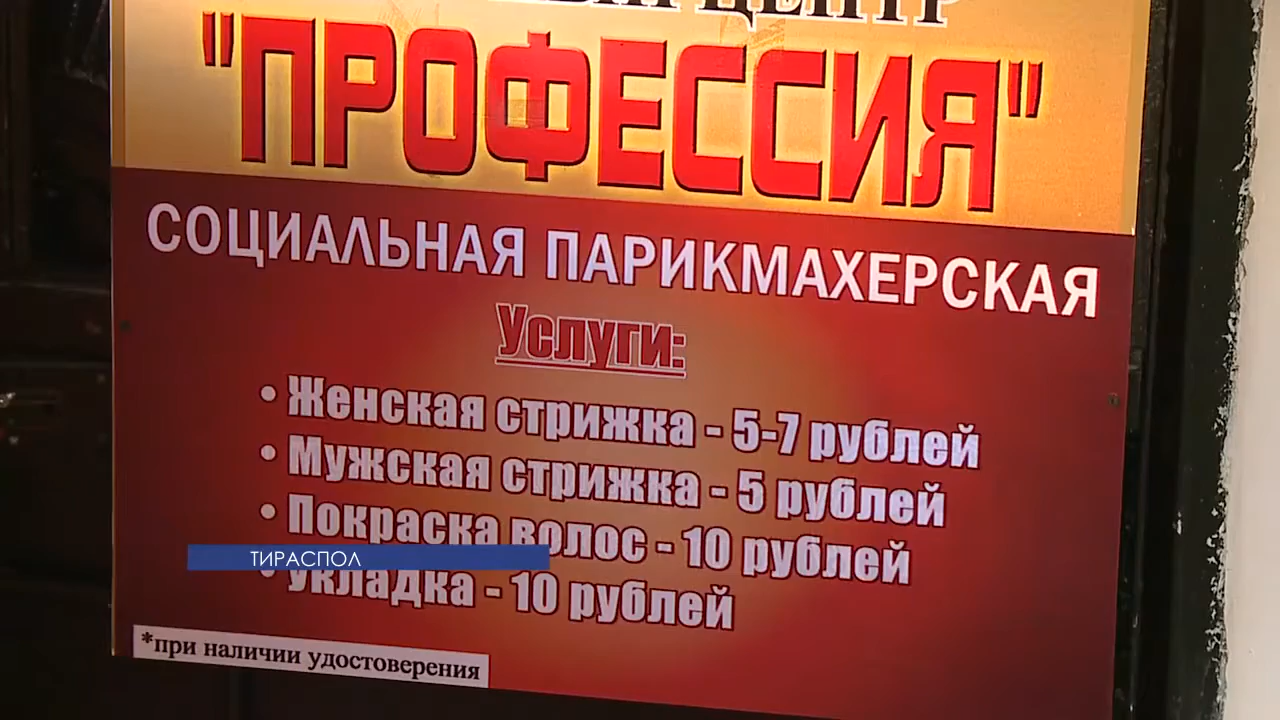 ЦЕНТР
"ПРОФЕССИЯ"
СОЦИАЛЬНАЯ ПАРИКМАХЕРСКАЯ
Услуги:
• Женская стрижка - 5-7 рублей
• Мужская стрижка - 5 рублей
• Покраска волос - 10 рублей
ТИРАСПОЛ
• Укладка - 10 рублей
*при наличии удостоверения